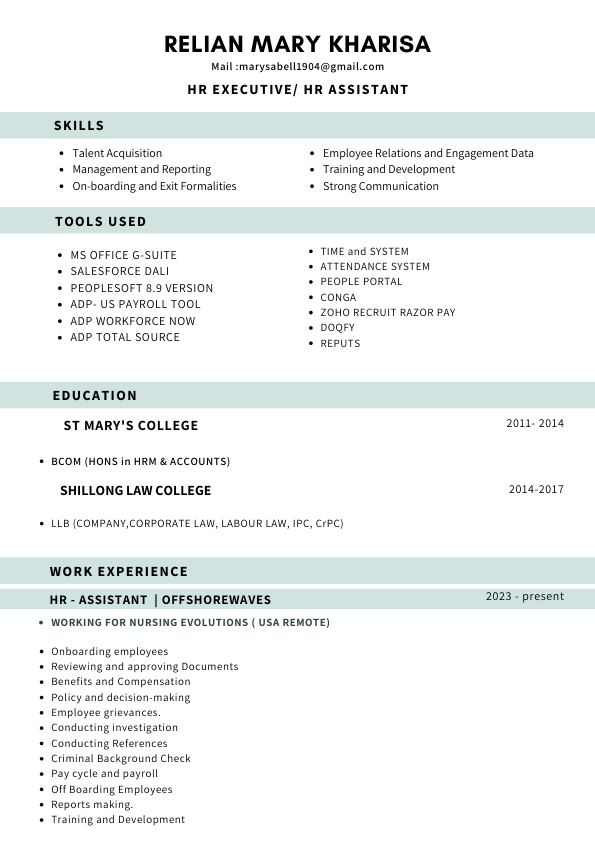 RELIAN MARY KHARISA
Mail :marysabell1904@gmail.com
HR EXECUTIVE/ HR ASSISTANT
SKILLS
• Talent Acquisition
• Management and Reporting
• On-boarding and Exit Formalities
• Employee Relations and Engagement Data
• Training and Development
• Strong Communication
TOOLS USED
• MS OFFICE G-SUITE
• SALESFORCE DALI
• PEOPLESOFT 8.9 VERSION
• ADP- US PAYROLL TOOL
• ADP WORKFORCE NOW
• ADP TOTAL SOURCE
• TIME and SYSTEM
• ATTENDANCE SYSTEM
• PEOPLE PORTAL
• CONGA
• ZOHO RECRUIT RAZOR PAY
• DOQFY
• REPUTS
EDUCATION
ST MARY'S COLLEGE 2011- 2014
• BCOM (HONS in HRM & ACCOUNTS)
SHILLONG LAW COLLEGE 2014-2017
• LLB (COMPANY,CORPORATE LAW, LABOUR LAW, IPC, CrPC)
WORK EXPERIENCE
HR - ASSISTANT | OFFSHOREWAVES 2023 - present
• WORKING FOR NURSING EVOLUTIONS ( USA REMOTE)
• Onboarding employees
• Reviewing and approving Documents
• Benefits and Compensation
• Policy and decision-making
• Employee grievances.
• Conducting investigation
• Conducting References
• Criminal Background Check
• Pay cycle and payroll
• Off Boarding Employees
• Reports making.
• Training and Development